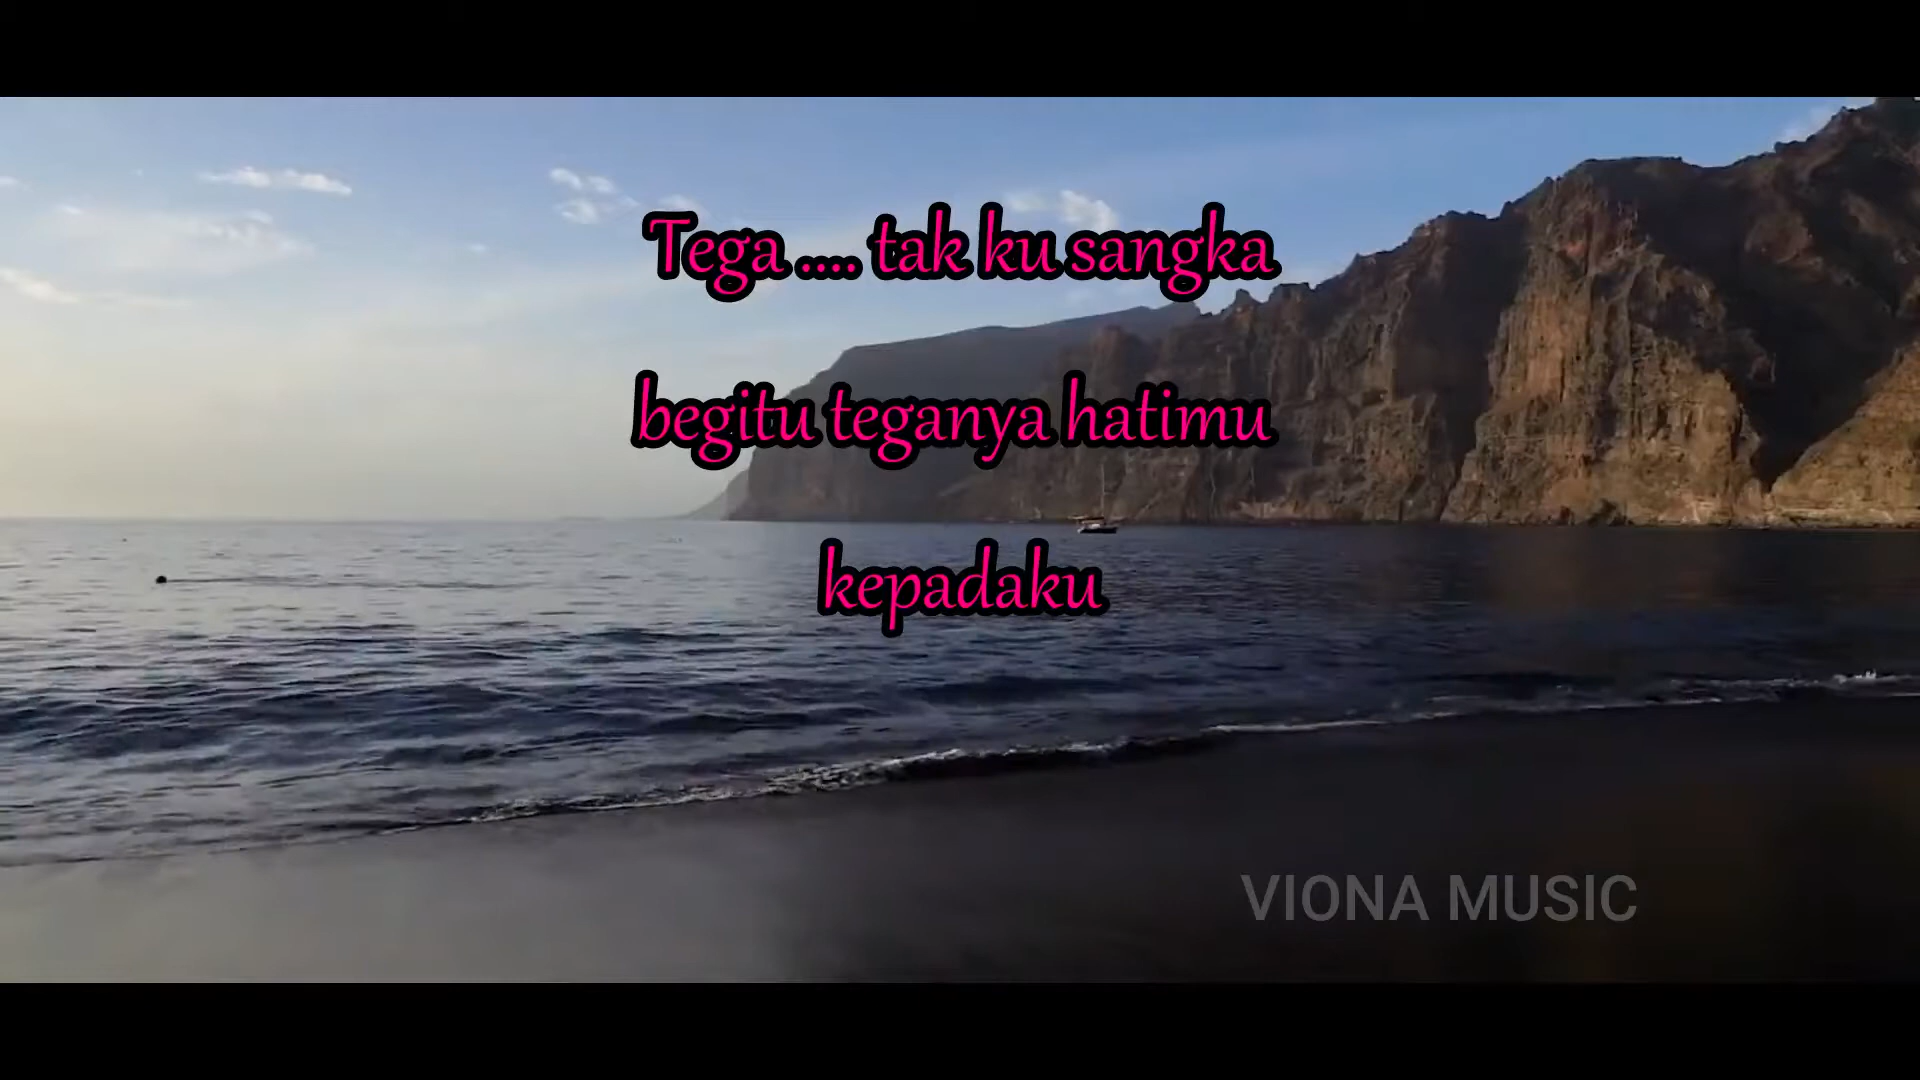 Tega .... tak ku sangka
begitu teganya hatimu
kepadaku
VIONA MUSIC